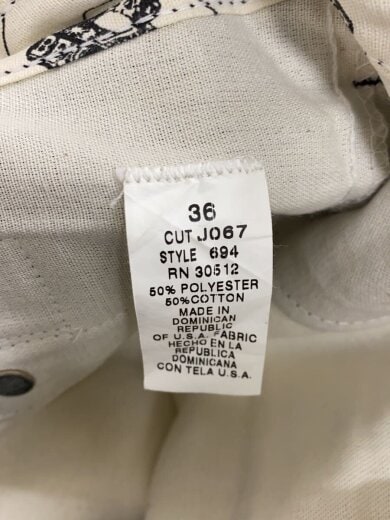 36
CUT J067
STYLE 694
RN 30512
50% POLYESTER
50% COTTON
MADE IN
DOMINICAN
REPUBLIC
OF U.S.A. FABRIC
HECHO EN LA
REPUBLICA
DOMINICANA
CON TELA U.S.A.